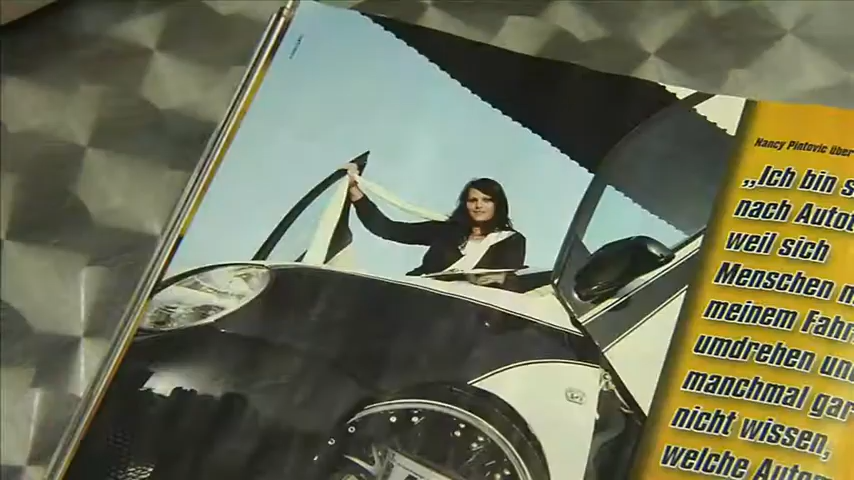 Nancy Pintovic über
„Ich bin s
nach Autot
weil sich
Menschen n
meinem Fahr
umdrehen un
manchmal gar
nicht wissen,
welche Autom